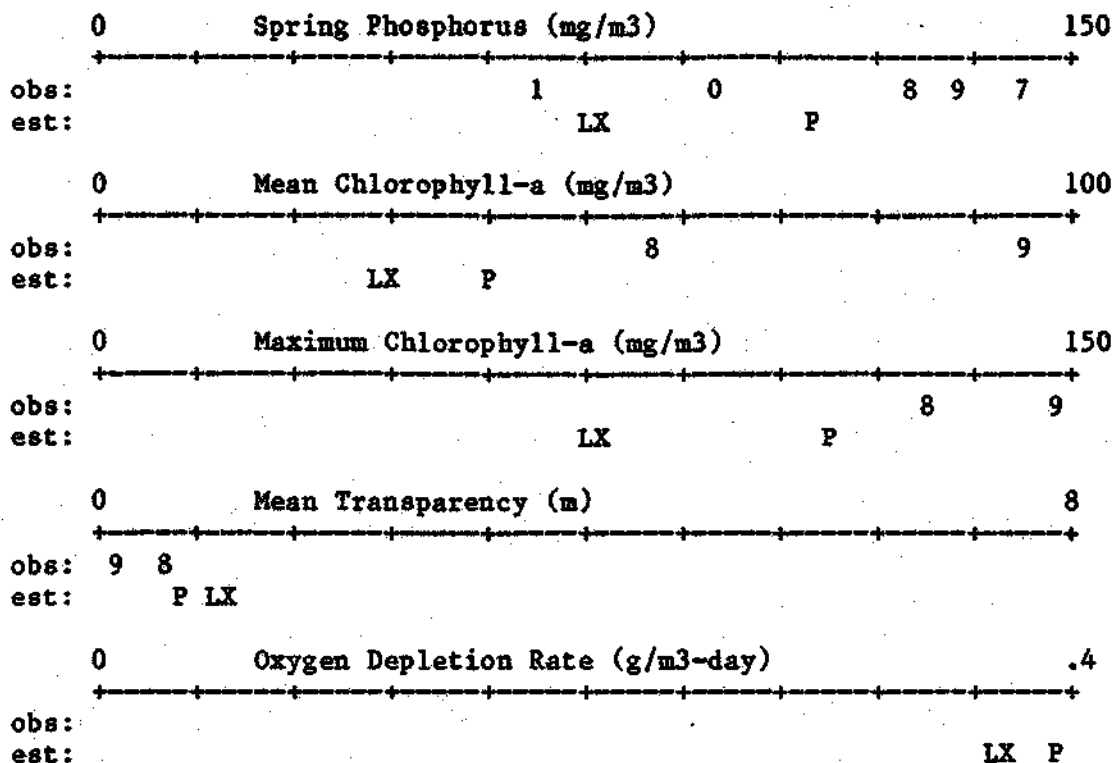 0 Spring Phosphorus (mg/m3) 150
+----+----+----+----+----+----+----+----+----+----+
obs: 1 0 8 9 7
est: LX P
0 Mean Chlorophyll-a (mg/m3) 100
+----+----+----+----+----+----+----+----+----+----+
obs: 8 9
est: LX P
0 Maximum Chlorophyll-a (mg/m3) 150
+----+----+----+----+----+----+----+----+----+----+
obs: 8 9
est: LX P
0 Mean Transparency (m) 8
+----+----+----+----+----+----+----+----+----+----+
obs: 9 8
est: P LX
0 Oxygen Depletion Rate (g/m3-day) .4
+----+----+----+----+----+----+----+----+----+----+
obs:
est: LX P